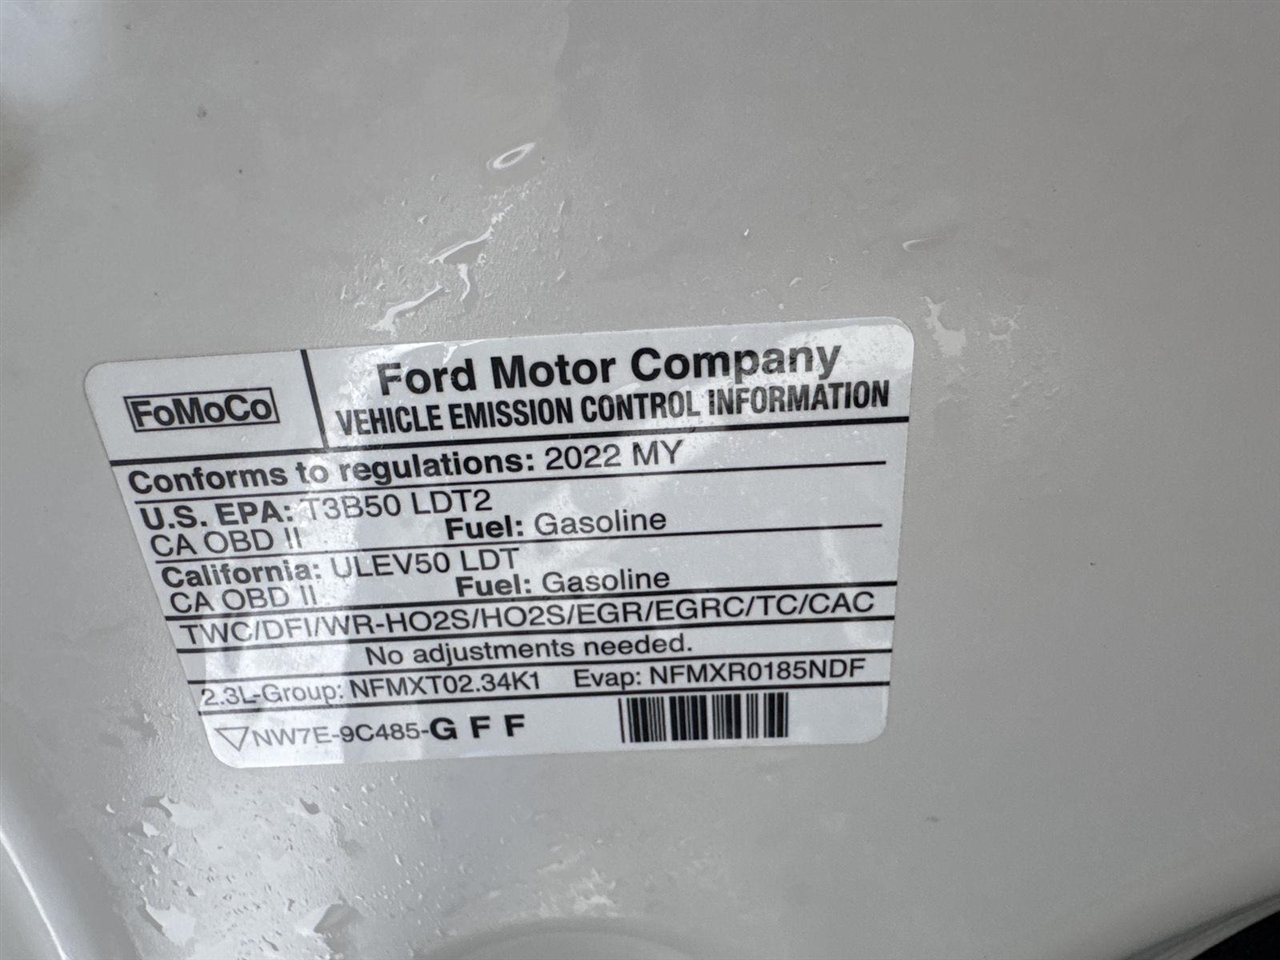 FoMoCo
Ford Motor Company
VEHICLE EMISSION CONTROL INFORMATION
Conforms to regulations: 2022 MY
U.S. EPA: T3B50 LDT2
CA OBD II Fuel: Gasoline
California: ULEV50 LDT
CA OBD II Fuel: Gasoline
TWC/DFI/WR-HO2S/HO2S/EGR/EGRC/TC/CAC
No adjustments needed.
2.3L-Group: NFMXT02.34K1 Evap: NFMXR0185NDF
NW7E-9C485-G F F